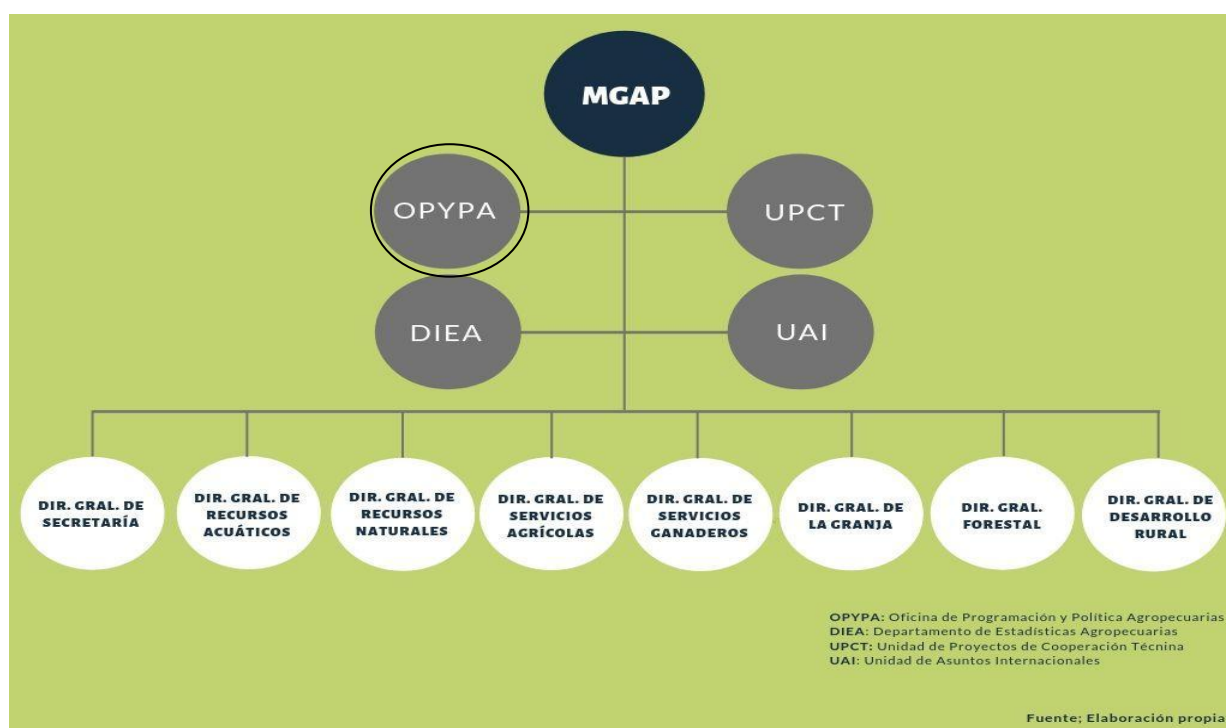 MGAP
OPYPA
UPCT
DIEA
UAI
DIR. GRAL. DE
SECRETARÍA
DIR. GRAL. DE
RECURSOS
ACUÁTICOS
DIR. GRAL. DE
RECURSOS
NATURALES
DIR. GRAL. DE
SERVICIOS
AGRÍCOLAS
DIR. GRAL. DE
SERVICIOS
GANADEROS
DIR. GRAL. DE
LA GRANJA
DIR. GRAL.
FORESTAL
DIR. GRAL. DE
DESARROLLO
RURAL
OPYPA: Oficina de Programación y Política Agropecuarias
DIEA: Departamento de Estadísticas Agropecuarias
UPCT: Unidad de Proyectos de Cooperación Técnina
UAI: Unidad de Asuntos Internacionales
Fuente; Elaboración propia